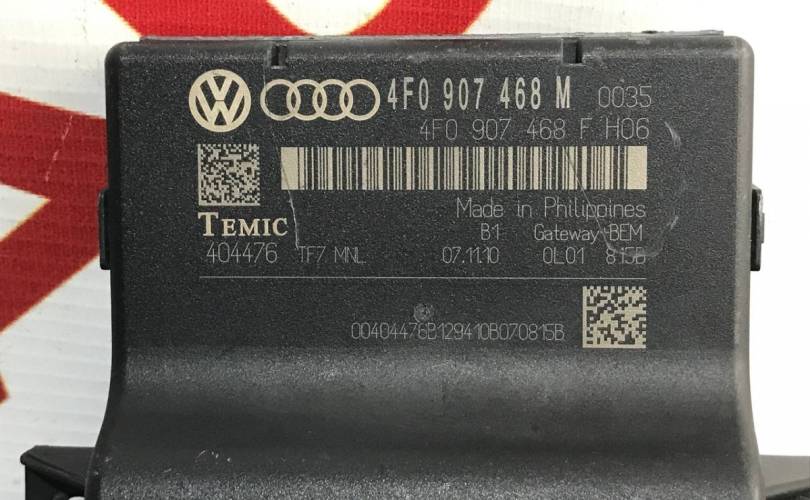 4F0 907 468 M 0035
4F0 907 468 F H06
Made in Philippines
TEMIC B1 Gateway-BEM
404476 TF7 MNL 07.11.10 0L01 815B
00404476B129410B070815B